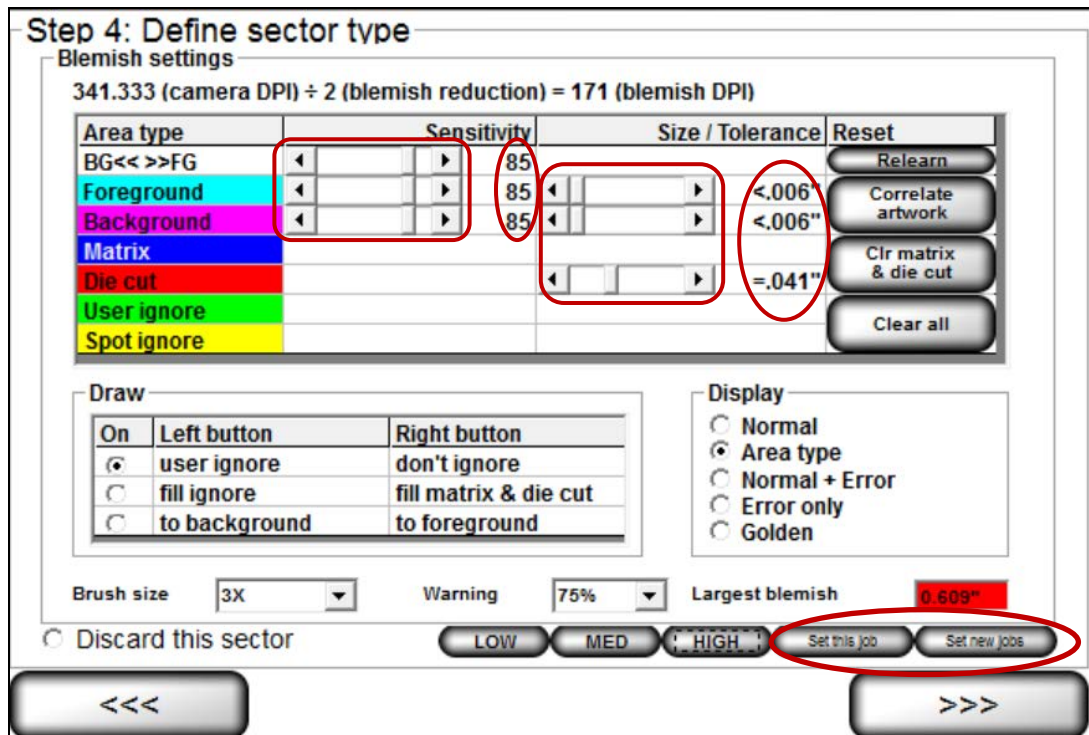 Step 4: Define sector type
Blemish settings
341.333 (camera DPI) ÷ 2 (blemish reduction) = 171 (blemish DPI)
Area type Sensitivity Size / Tolerance Reset
BG<< >>FG 85 Relearn
Foreground 85 <.006" Correlate artwork
Background 85 <.006"
Matrix Clr matrix & die cut
Die cut =.041"
User ignore Clear all
Spot ignore
Draw
On Left button Right button
user ignore don't ignore
fill ignore fill matrix & die cut
to background to foreground
Display
Normal
Area type
Normal + Error
Error only
Golden
Brush size 3X Warning 75% Largest blemish 0.609"
Discard this sector LOW MED HIGH Set this job Set new jobs
<<< >>>